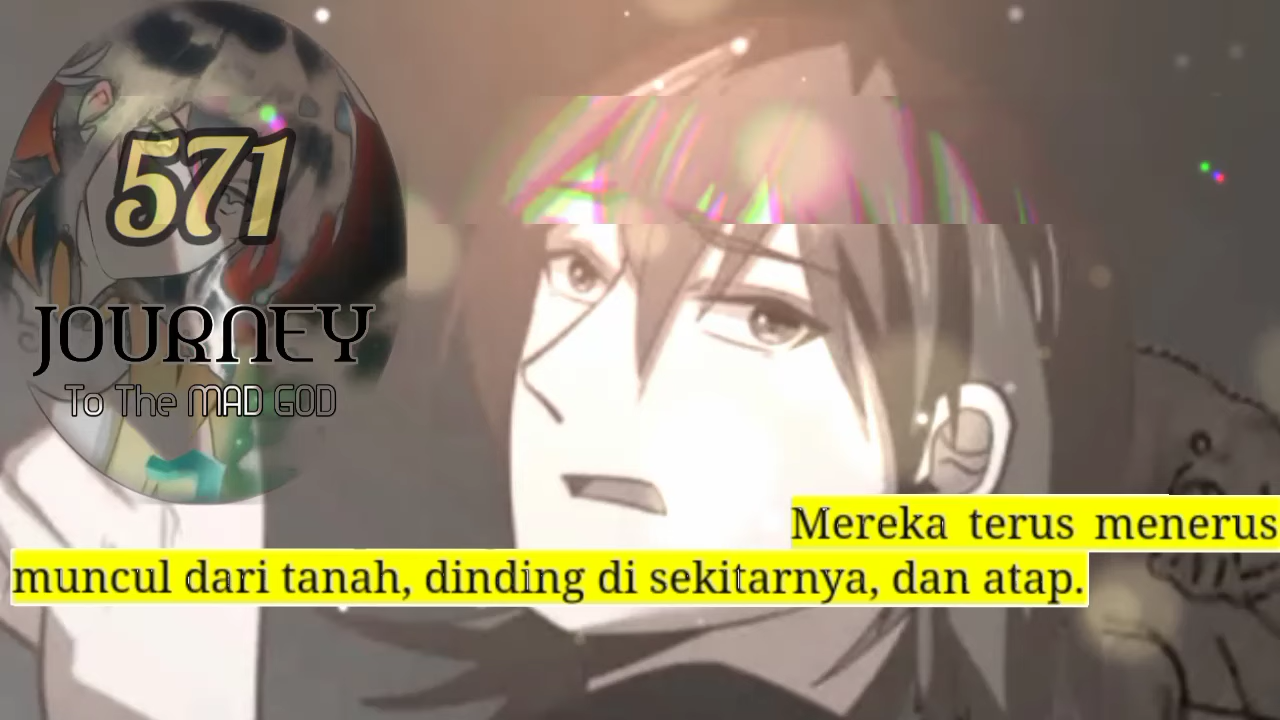 571
JOURNEY
To The MAD GOD
Mereka terus menerus
muncul dari tanah, dinding di sekitarnya, dan atap.